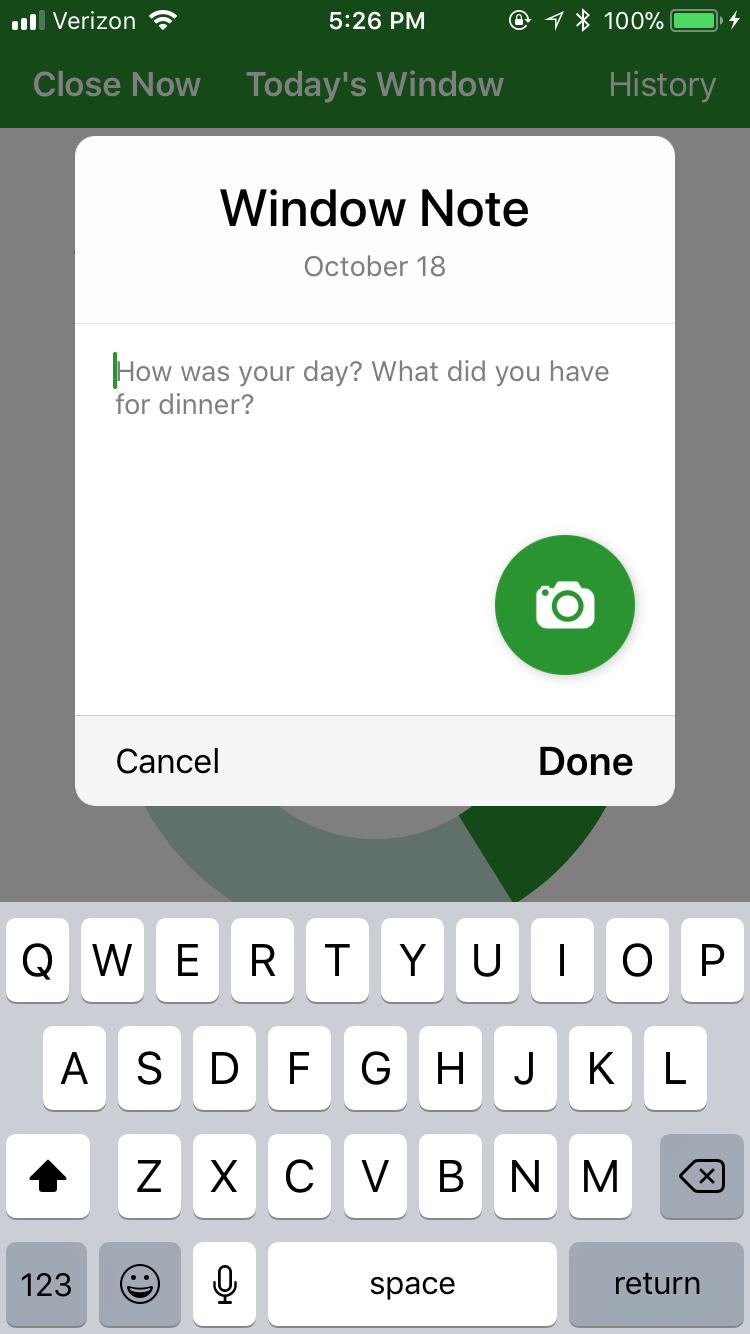 Verizon 5:26 PM 100%
Close Now Today's Window History
Window Note
October 18
How was your day? What did you have
for dinner?
Cancel Done
Q W E R T Y U I O P
A S D F G H J K L
Z X C V B N M
123 space return